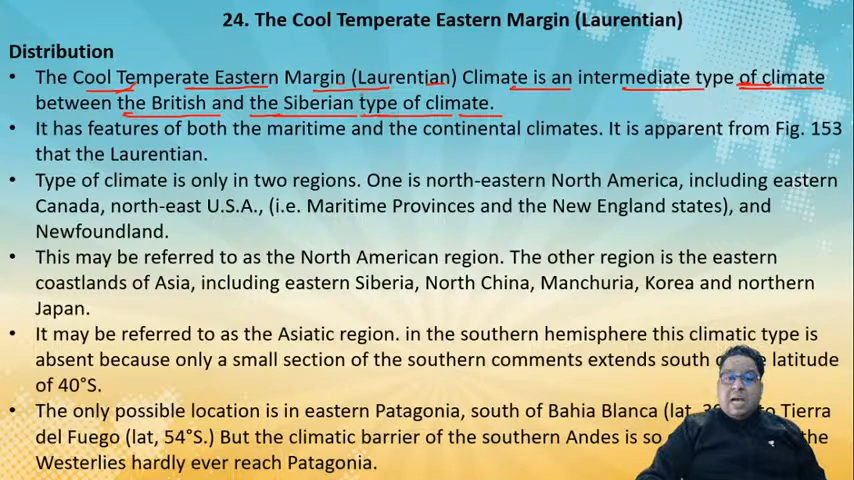 24. The Cool Temperate Eastern Margin (Laurentian)
Distribution
• The Cool Temperate Eastern Margin (Laurentian) Climate is an intermediate type of climate
between the British and the Siberian type of climate.
• It has features of both the maritime and the continental climates. It is apparent from Fig. 153
that the Laurentian.
• Type of climate is only in two regions. One is north-eastern North America, including eastern
Canada, north-east U.S.A., (i.e. Maritime Provinces and the New England states), and
Newfoundland.
• This may be referred to as the North American region. The other region is the eastern
coastlands of Asia, including eastern Siberia, North China, Manchuria, Korea and northern
Japan.
• It may be referred to as the Asiatic region. in the southern hemisphere this climatic type is
absent because only a small section of the southern comments extends south latitude
of 40°S.
• The only possible location is in eastern Patagonia, south of Bahia Blanca (lat, Tierra
del Fuego (lat, 54°S.) But the climatic barrier of the southern Andes is so the
Westerlies hardly ever reach Patagonia.